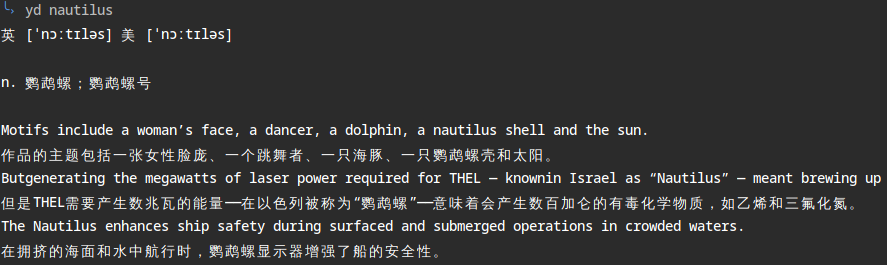 yd nautilus
英 [ˈnɔːtɪləs] 美 [ˈnɔːtɪləs]
n. 鹦鹉螺；鹦鹉螺号
Motifs include a woman’s face, a dancer, a dolphin, a nautilus shell and the sun.
作品的主题包括一张女性脸庞、一个跳舞者、一只海豚、一只鹦鹉螺壳和太阳。
Butgenerating the megawatts of laser power required for THEL — knownin Israel as “Nautilus” — meant brewing up
但是THEL需要产生数兆瓦的能量——在以色列被称为“鹦鹉螺”——意味着会产生数百加仑的有毒化学物质，如乙烯和三氟化氮。
The Nautilus enhances ship safety during surfaced and submerged operations in crowded waters.
在拥挤的海面和水中航行时，鹦鹉螺显示器增强了船的安全性。